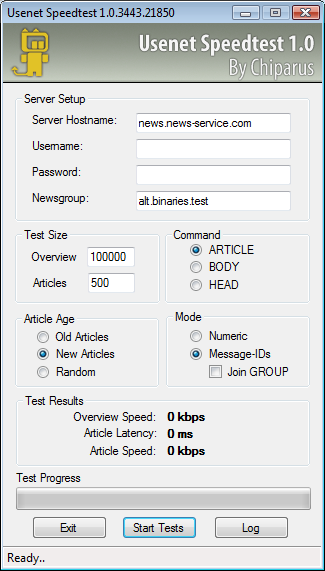 Usenet Speedtest 1.0.3443.21850
Usenet Speedtest 1.0
By Chiparus
Server Setup
Server Hostname: news.news-service.com
Username:
Password:
Newsgroup: alt.binaries.test
Test Size
Overview 100000
Articles 500
Command
ARTICLE
BODY
HEAD
Article Age
Old Articles
New Articles
Random
Mode
Numeric
Message-IDs
Join GROUP
Test Results
Overview Speed: 0 kbps
Article Latency: 0 ms
Article Speed: 0 kbps
Test Progress
Exit Start Tests Log
Ready..